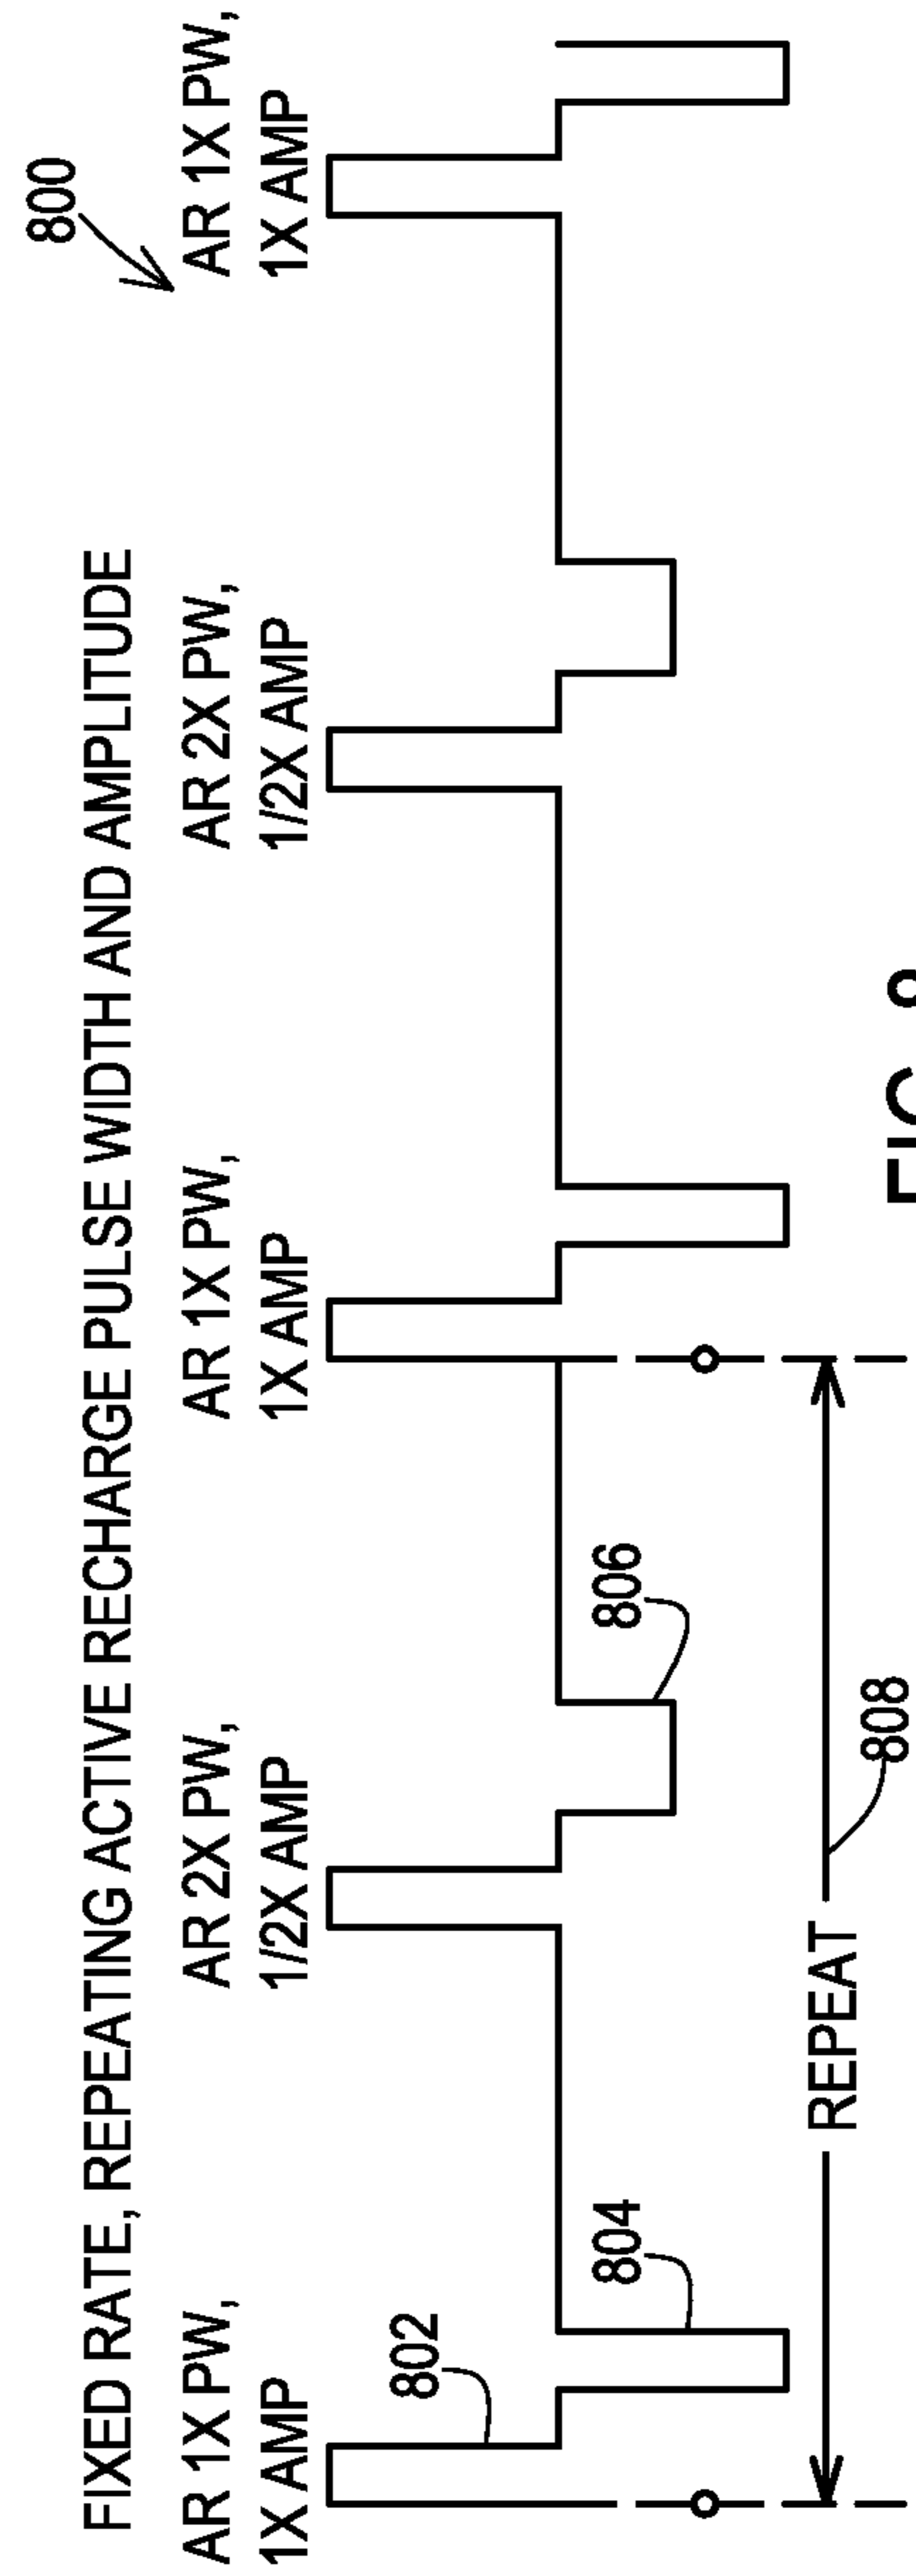 800
FIXED RATE, REPEATING ACTIVE RECHARGE PULSE WIDTH AND AMPLITUDE
AR 1X PW,
1X AMP
AR 2X PW,
1/2X AMP
AR 1X PW,
1X AMP
AR 2X PW,
1/2X AMP
AR 1X PW,
1X AMP
802
804
806
REPEAT
808